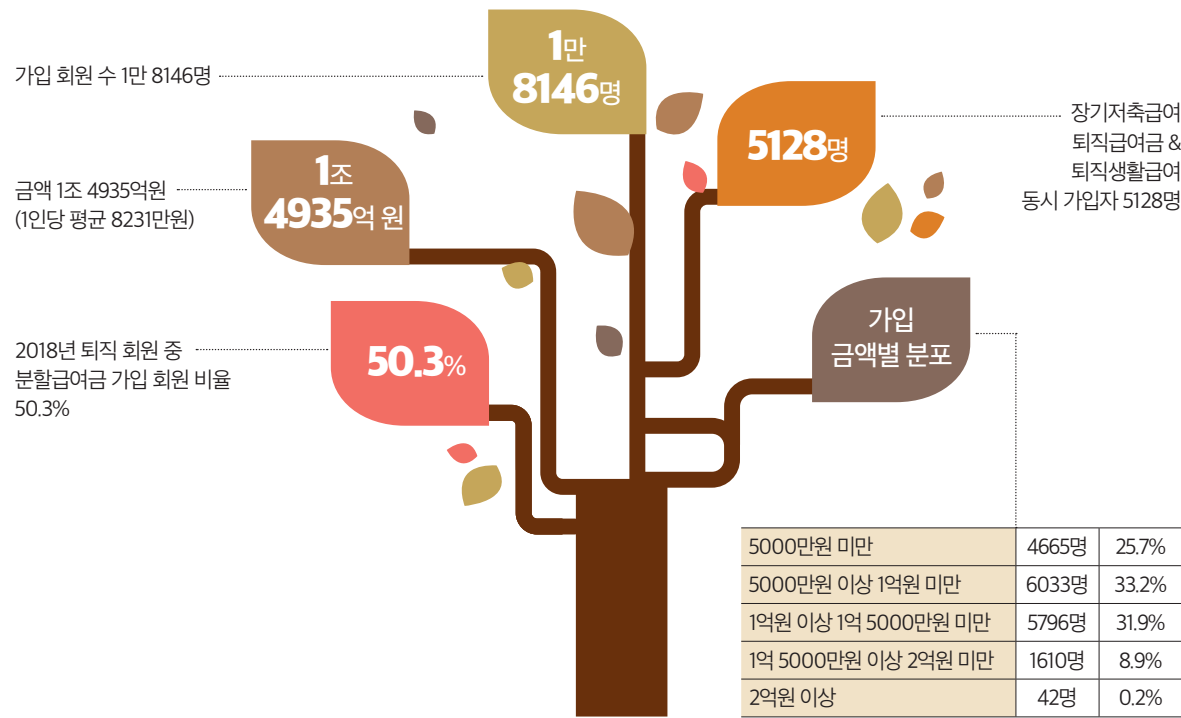 가입 회원 수 1만 8146명
1만
8146명
5128명
장기저축급여
퇴직급여금 &
퇴직생활급여
동시 가입자 5128명
금액 1조 4935억원
(1인당 평균 8231만원)
1조
4935억 원
2018년 퇴직 회원 중
분할급여금 가입 회원 비율
50.3%
50.3%
가입
금액별 분포
5000만원 미만 4665명 25.7%
5000만원 이상 1억원 미만 6033명 33.2%
1억원 이상 1억 5000만원 미만 5796명 31.9%
1억 5000만원 이상 2억원 미만 1610명 8.9%
2억원 이상 42명 0.2%